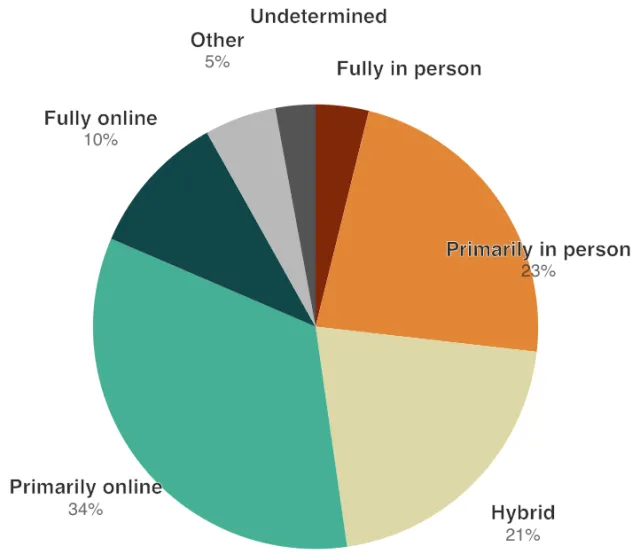 Undetermined
Other
5%
Fully in person
Fully online
10%
Primarily in person
23%
Primarily online
34%
Hybrid
21%